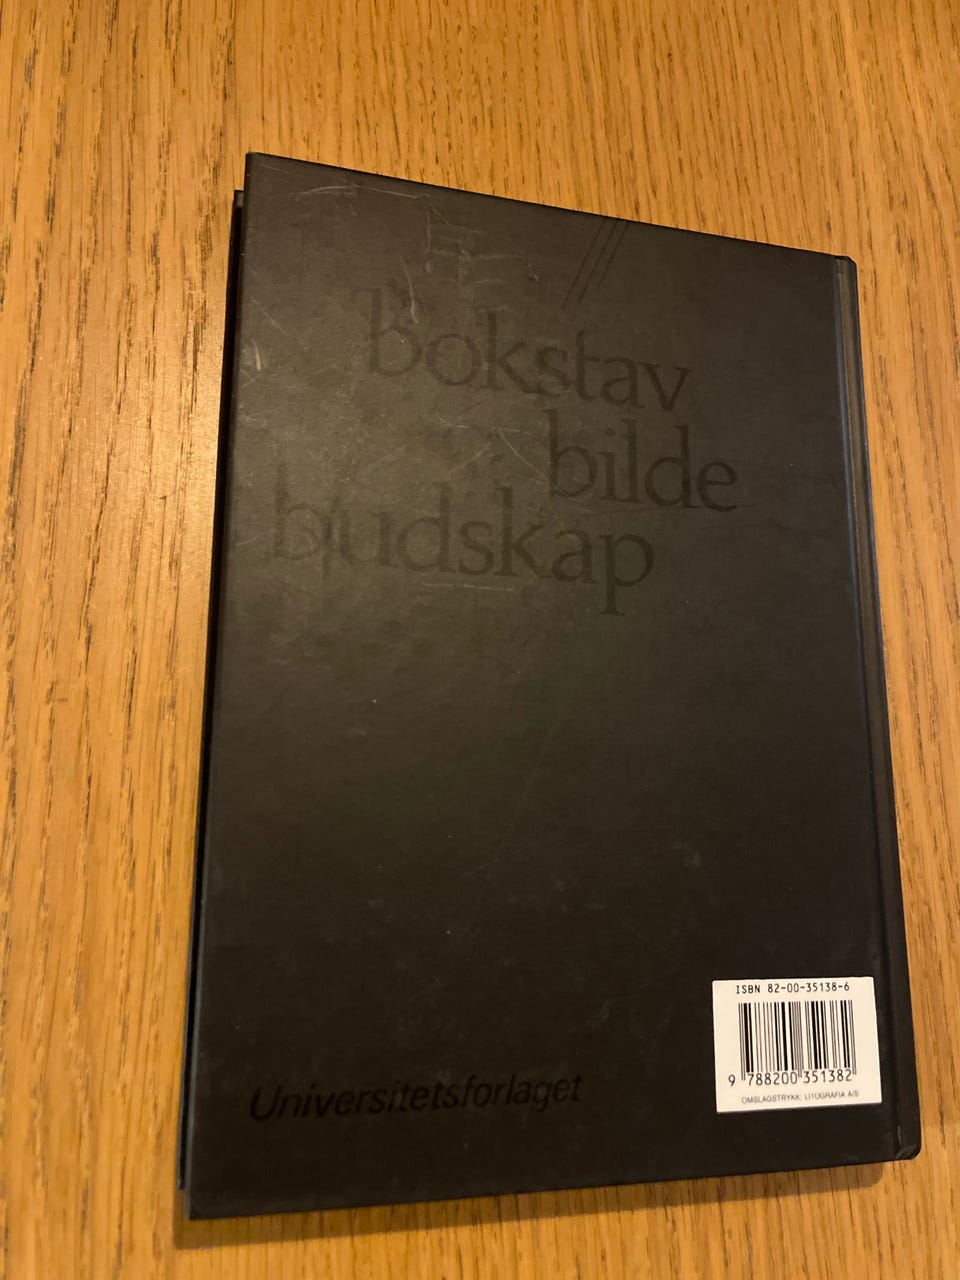 bokstav
bilde
budskap
ISBN 82-00-35138-6
9 788200 351382
OMSLAGSTRYKK: LITOGRAFIA A/S
Universitetsforlaget